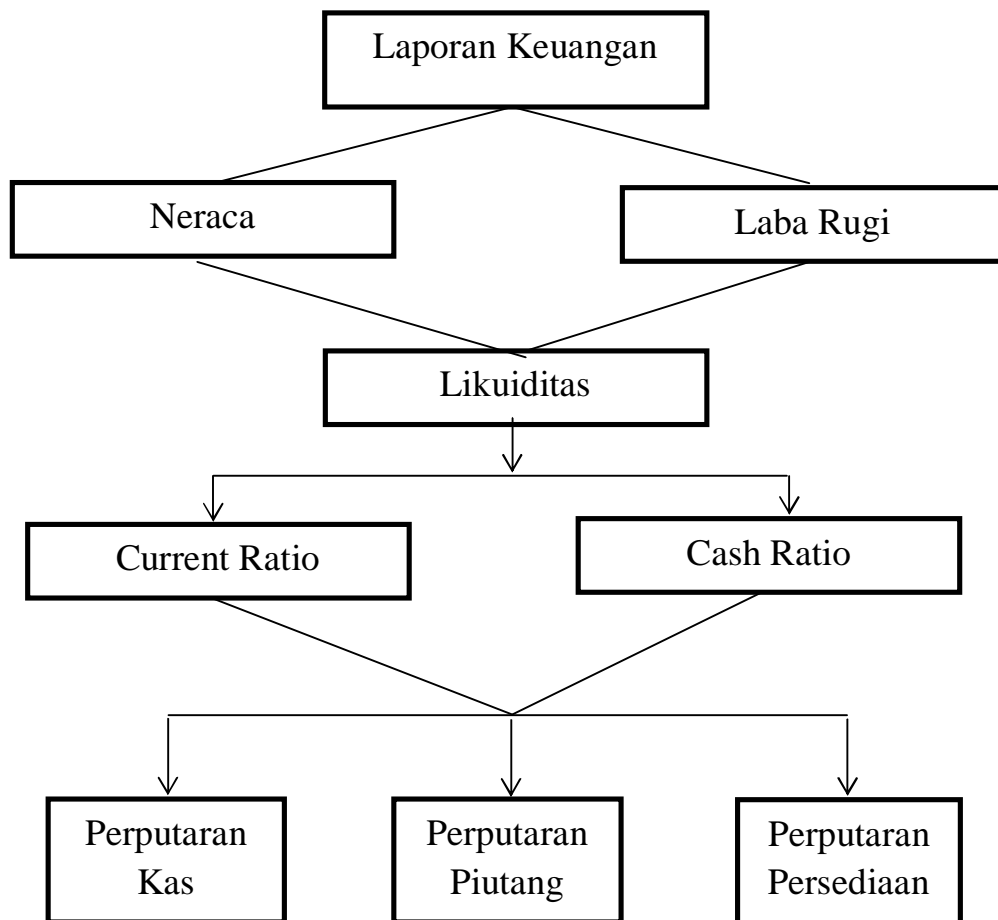 Laporan Keuangan
Neraca
Laba Rugi
Likuiditas
Current Ratio
Cash Ratio
Perputaran
Kas
Perputaran
Piutang
Perputaran
Persediaan